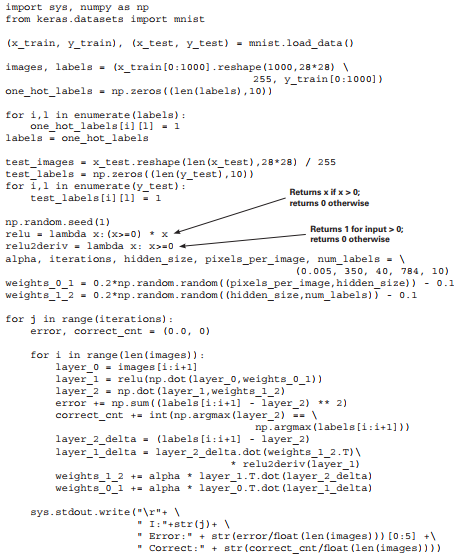 import sys, numpy as np
from keras.datasets import mnist
(x_train, y_train), (x_test, y_test) = mnist.load_data()
images, labels = (x_train[0:1000].reshape(1000,28*28) \
255, y_train[0:1000])
one_hot_labels = np.zeros((len(labels),10))
for i,l in enumerate(labels):
one_hot_labels[i][l] = 1
labels = one_hot_labels
test_images = x_test.reshape(len(x_test),28*28) / 255
test_labels = np.zeros((len(y_test),10))
for i,l in enumerate(y_test):
test_labels[i][l] = 1
Returns x if x > 0;
returns 0 otherwise
np.random.seed(1)
relu = lambda x:(x>=0) * x
Returns 1 for input > 0;
returns 0 otherwise
relu2deriv = lambda x: x>=0
alpha, iterations, hidden_size, pixels_per_image, num_labels = \
(0.005, 350, 40, 784, 10)
weights_0_1 = 0.2*np.random.random((pixels_per_image,hidden_size)) - 0.1
weights_1_2 = 0.2*np.random.random((hidden_size,num_labels)) - 0.1
for j in range(iterations):
error, correct_cnt = (0.0, 0)
for i in range(len(images)):
layer_0 = images[i:i+1]
layer_1 = relu(np.dot(layer_0,weights_0_1))
layer_2 = np.dot(layer_1,weights_1_2)
error += np.sum((labels[i:i+1] - layer_2) ** 2)
correct_cnt += int(np.argmax(layer_2) == \
np.argmax(labels[i:i+1]))
layer_2_delta = (labels[i:i+1] - layer_2)
layer_1_delta = layer_2_delta.dot(weights_1_2.T)\
* relu2deriv(layer_1)
weights_1_2 += alpha * layer_1.T.dot(layer_2_delta)
weights_0_1 += alpha * layer_0.T.dot(layer_1_delta)
sys.stdout.write("\r"+ \
" I:"+str(j)+ \
" Error:" + str(error/float(len(images)))[0:5] +\
" Correct:" + str(correct_cnt/float(len(images))))